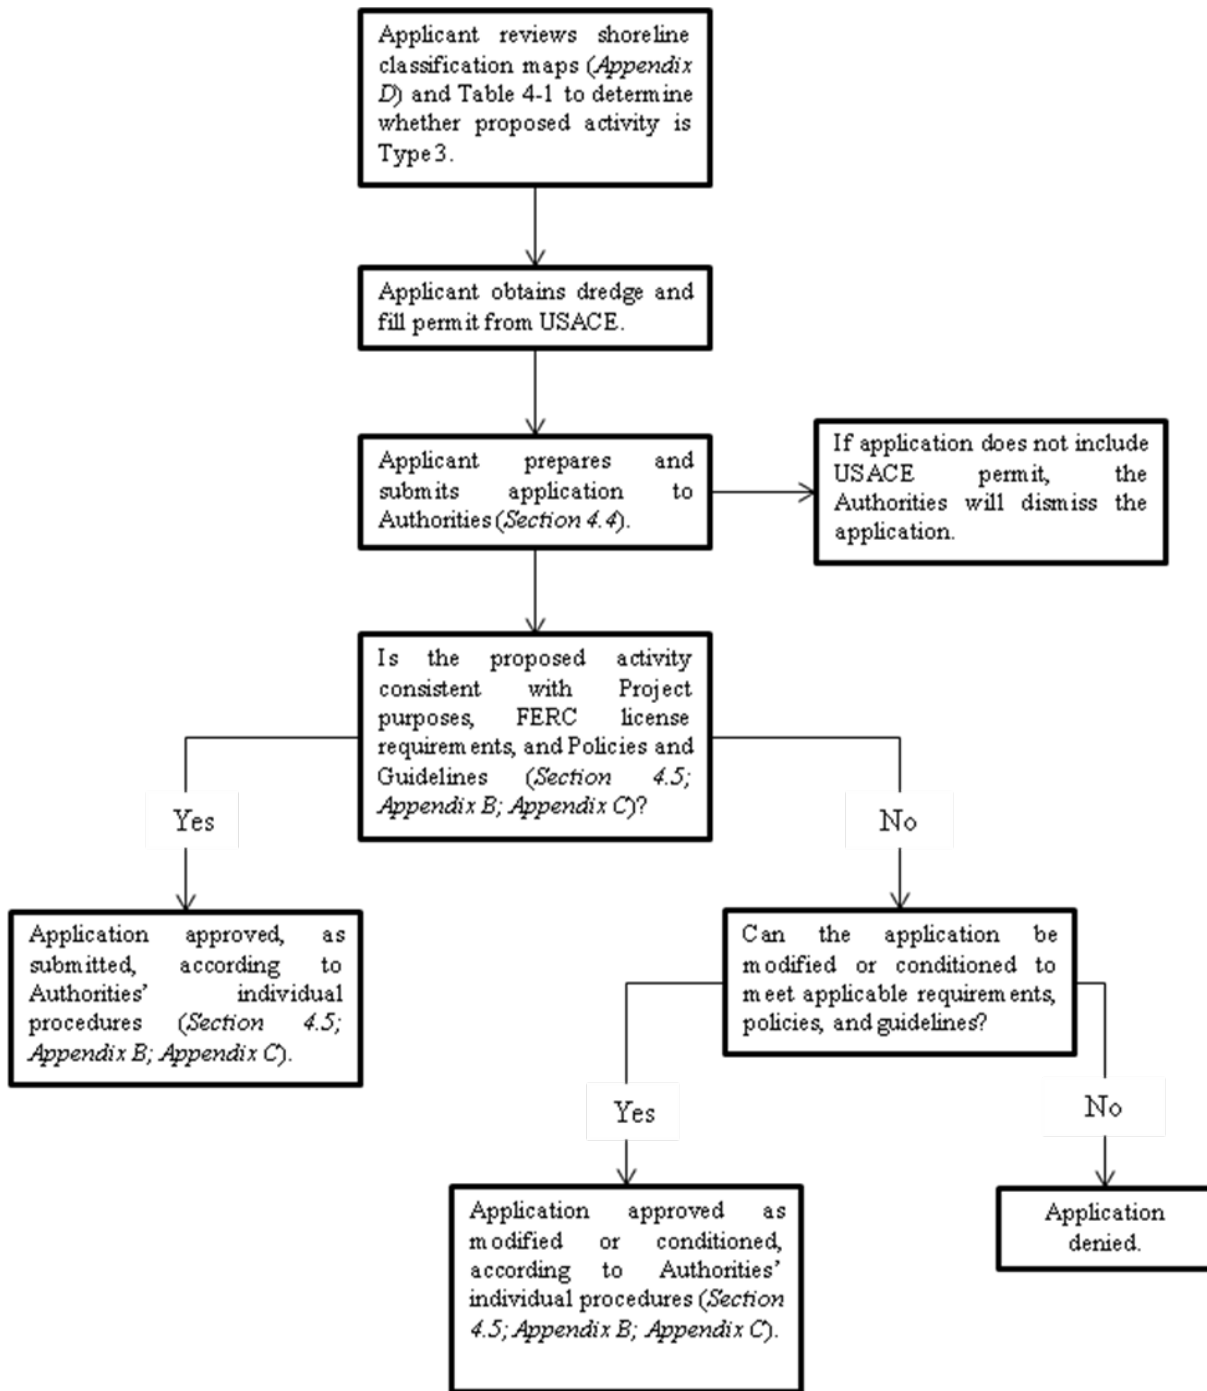 Applicant reviews shoreline
classification maps (Appendix
D) and Table 4-1 to determine
whether proposed activity is
Type 3.
Applicant obtains dredge and
fill permit from USACE.
Applicant prepares and
submits application to
Authorities (Section 4.4).
If application does not include
USACE permit, the
Authorities will dismiss the
application.
Is the proposed activity
consistent with Project
purposes, FERC license
requirements, and Policies and
Guidelines (Section 4.5;
Appendix B; Appendix C)?
Yes
No
Application approved, as
submitted, according to
Authorities' individual
procedures (Section 4.5;
Appendix B; Appendix C).
Can the application be
modified or conditioned to
meet applicable requirements,
policies, and guidelines?
Yes
No
Application approved as
modified or conditioned,
according to Authorities'
individual procedures (Section
4.5; Appendix B; Appendix C).
Application
denied.